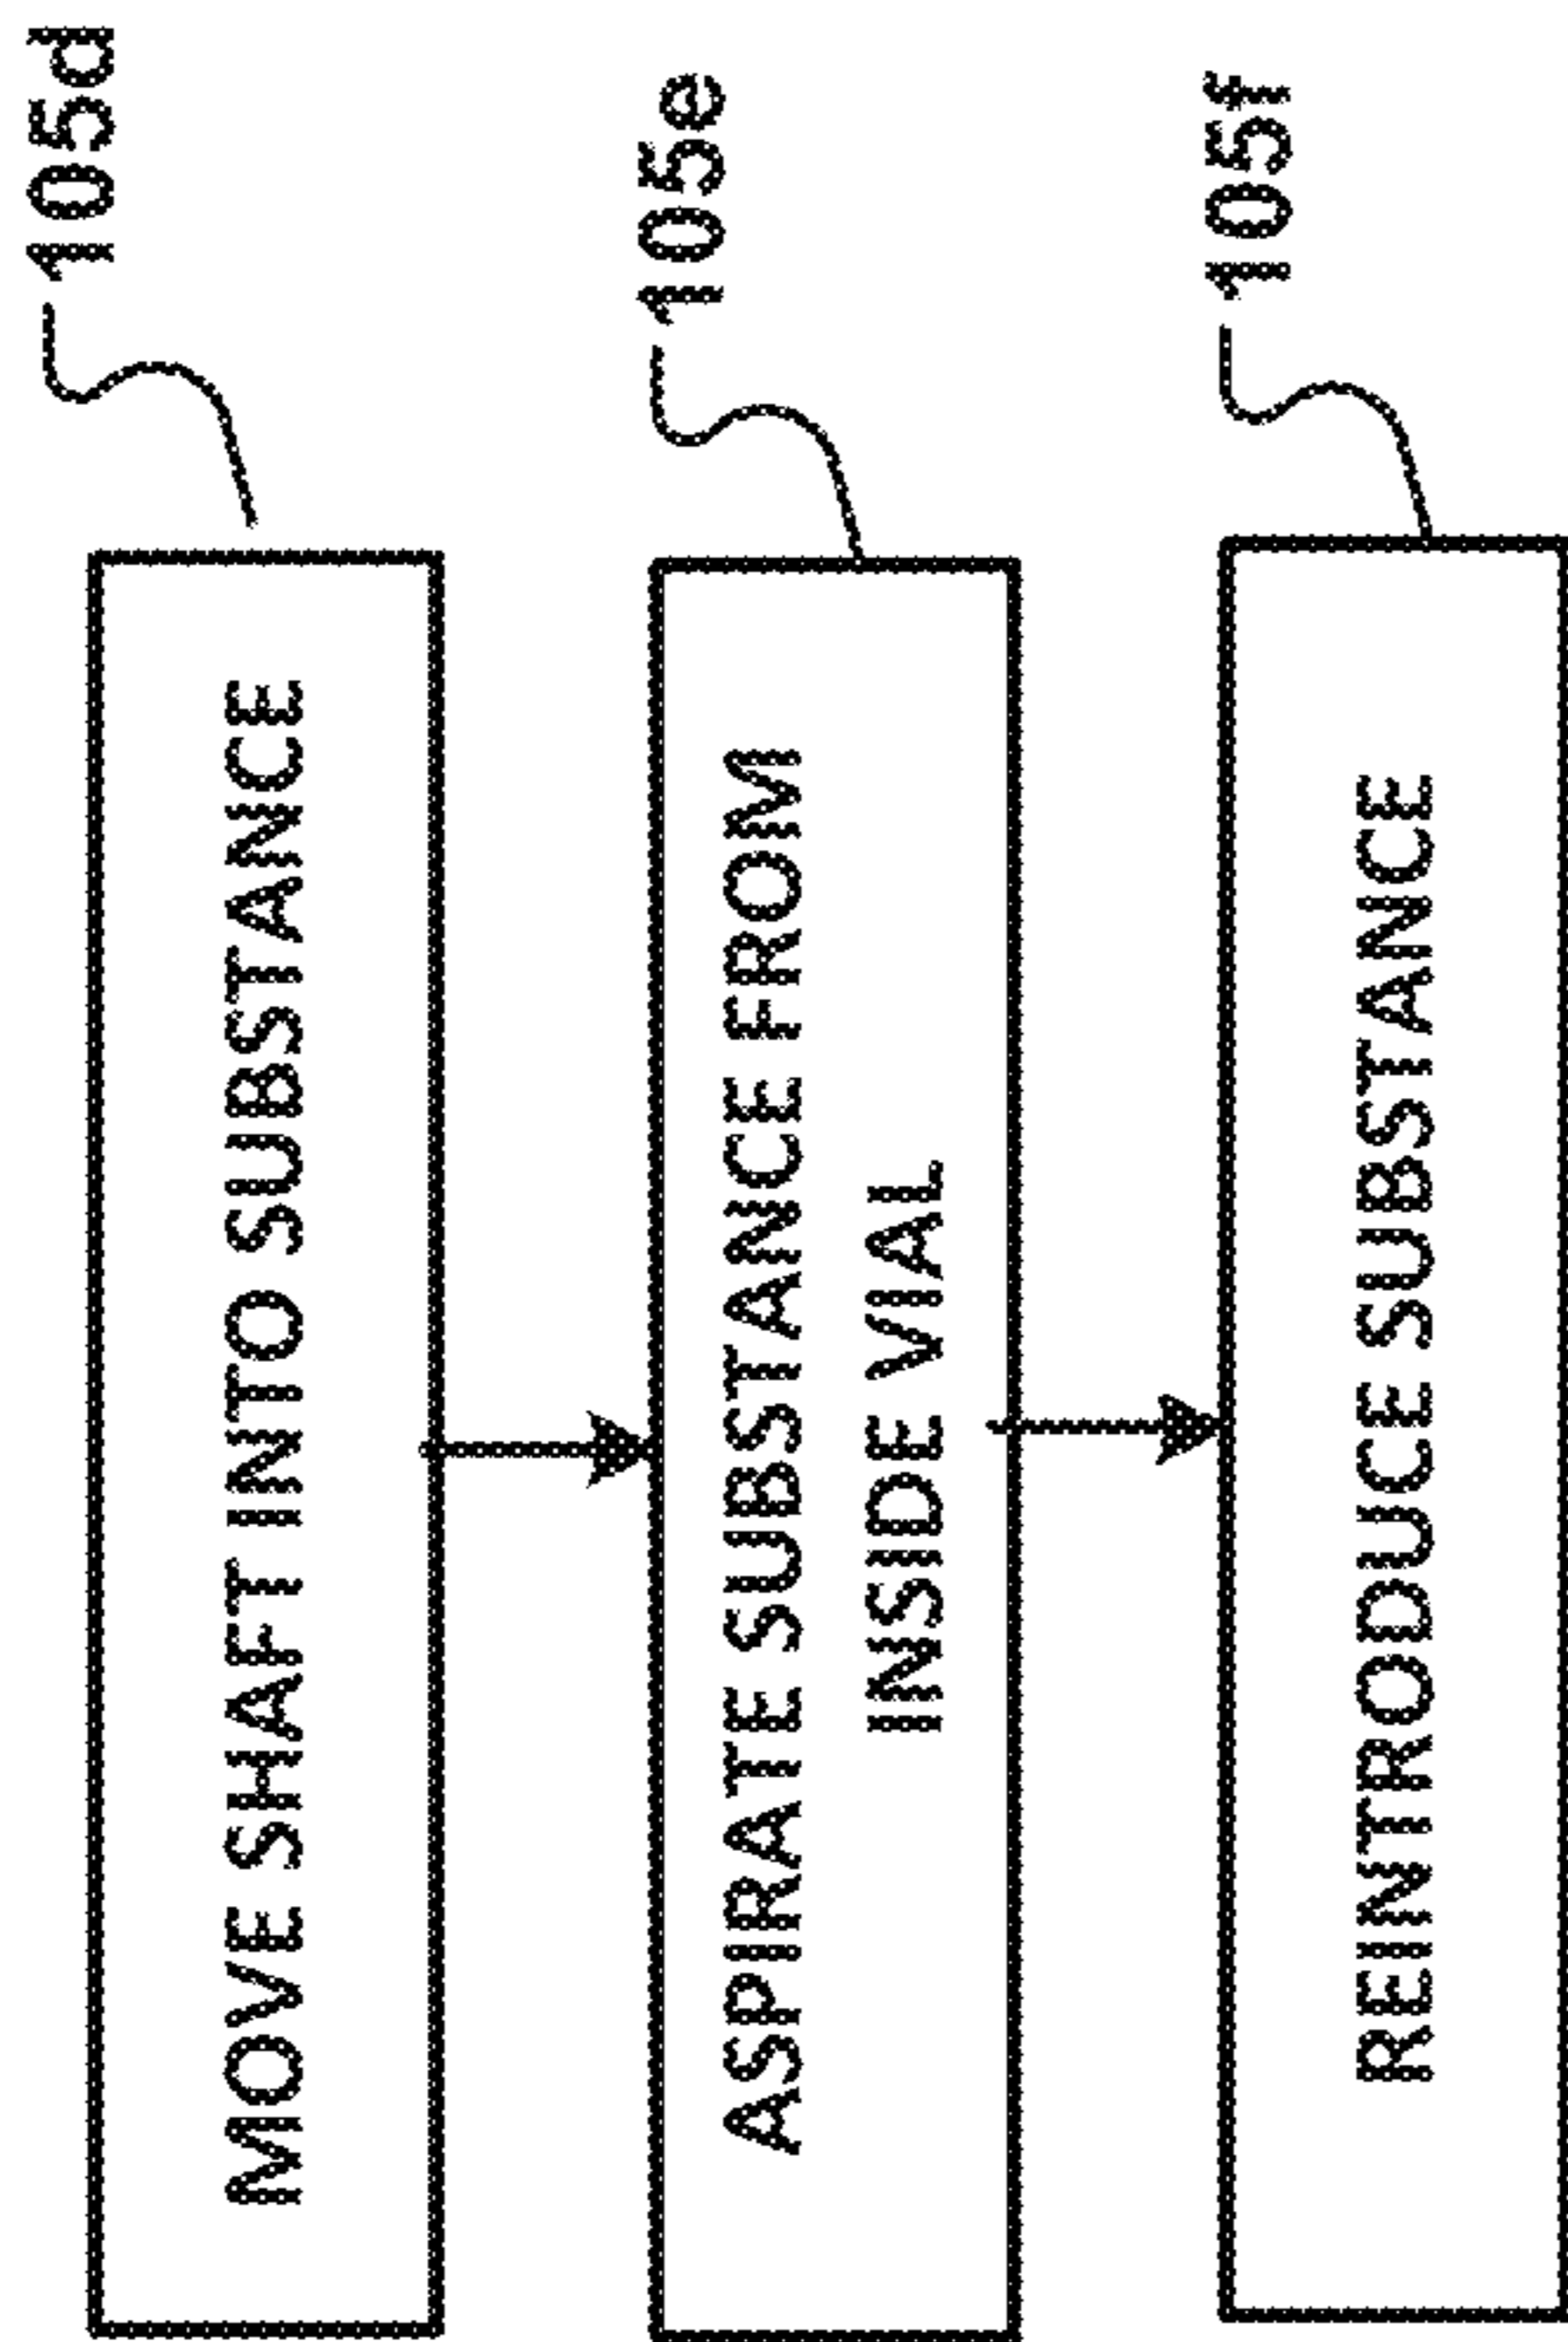 MOVE SHAFT INTO SUBSTANCE
105d
ASPIRATE SUBSTANCE FROM
INSIDE VIAL
105e
REINTRODUCE SUBSTANCE
105f